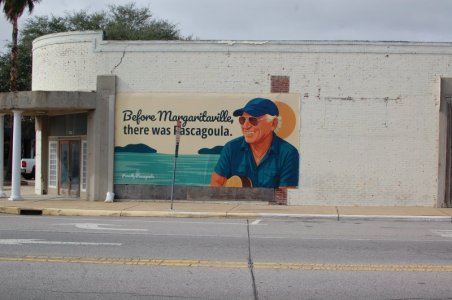 Before Margaritaville,
there was Pascagoula.